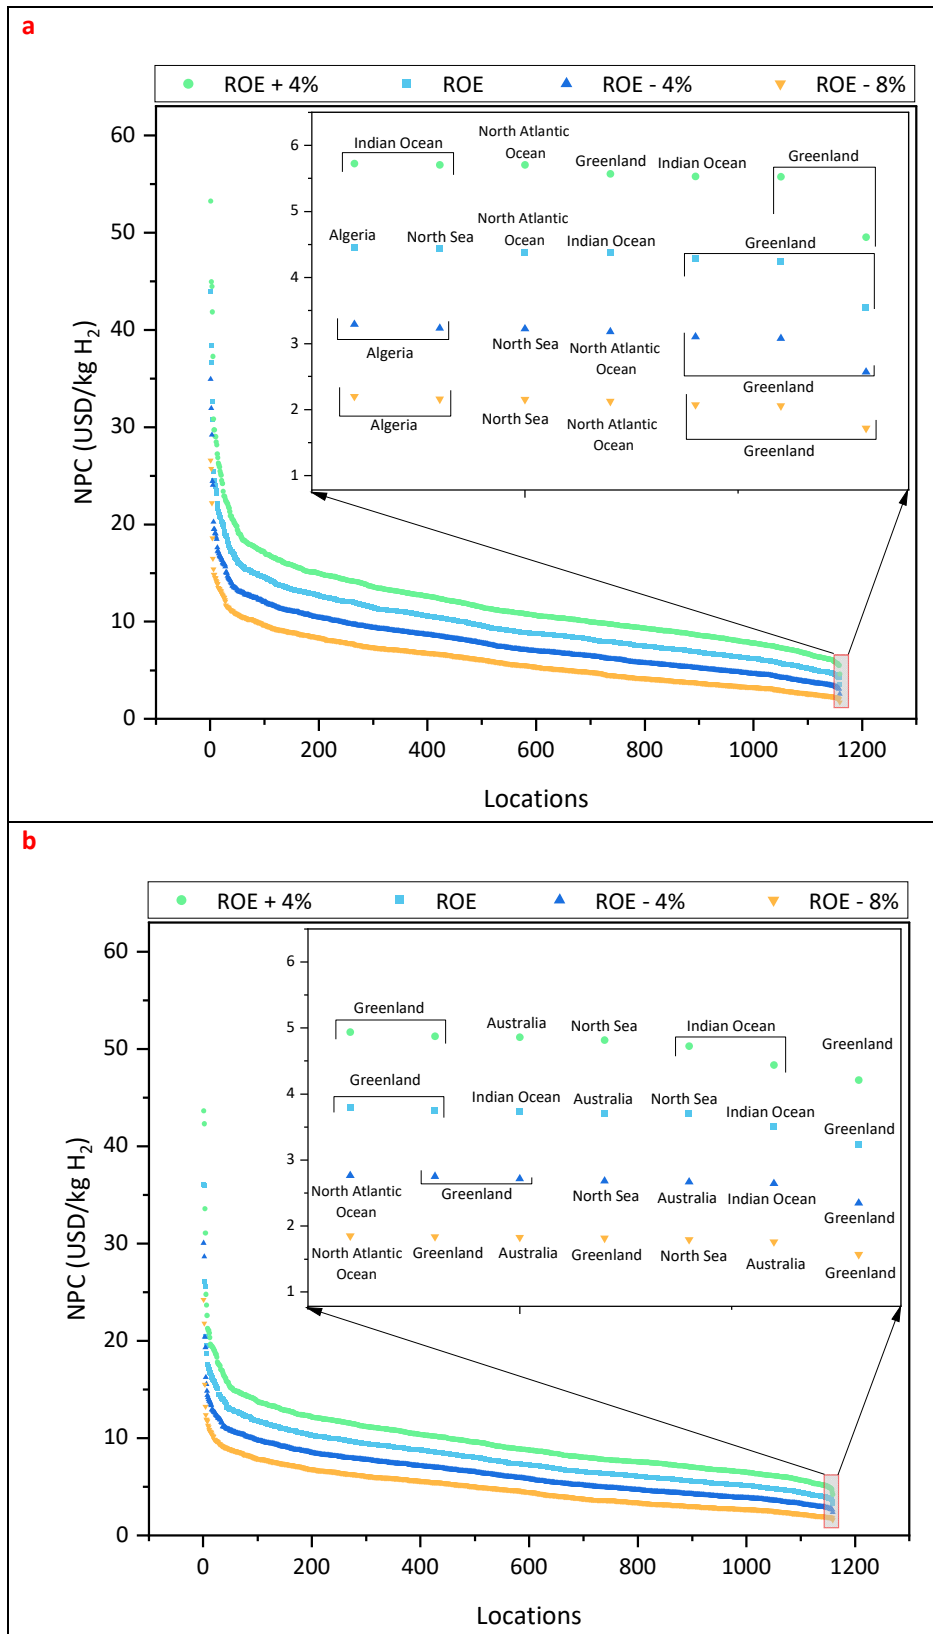 a
ROE + 4% ROE ROE - 4% ROE - 8%
60
50
40
30
20
10
0
NPC (USD/kg H2)
6
5
4
3
2
1
Indian Ocean
North Atlantic
Ocean
Greenland
Indian Ocean
Greenland
Algeria
North Sea
North Atlantic
Ocean
Indian Ocean
Greenland
Algeria
North Sea
North Atlantic
Ocean
Greenland
Algeria
North Sea
North Atlantic
Ocean
Greenland
0 200 400 600 800 1000 1200
Locations
b
ROE + 4% ROE ROE - 4% ROE - 8%
60
50
40
30
20
10
0
NPC (USD/kg H2)
6
5
4
3
2
1
Greenland
Australia
North Sea
Indian Ocean
Greenland
Greenland
Indian Ocean
Australia
North Sea
Indian Ocean
Greenland
North Atlantic
Ocean
Greenland
North Sea
Australia
Indian Ocean
Greenland
North Atlantic
Ocean
Greenland
Australia
Greenland
North Sea
Australia
Greenland
0 200 400 600 800 1000 1200
Locations